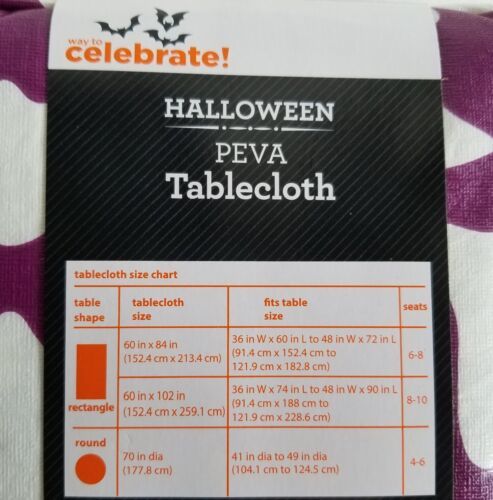 way to
celebrate!
HALLOWEEN
PEVA
Tablecloth
tablecloth size chart
table shape tablecloth size fits table size seats
rectangle
60 in x 84 in
(152.4 cm x 213.4 cm)
36 in W x 60 in L to 48 in W x 72 in L
(91.4 cm x 152.4 cm to
121.9 cm x 182.8 cm)
6-8
60 in x 102 in
(152.4 cm x 259.1 cm)
36 in W x 74 in L to 48 in W x 90 in L
(91.4 cm x 188 cm to
121.9 cm x 228.6 cm)
8-10
round
70 in dia
(177.8 cm)
41 in dia to 49 in dia
(104.1 cm to 124.5 cm)
4-6